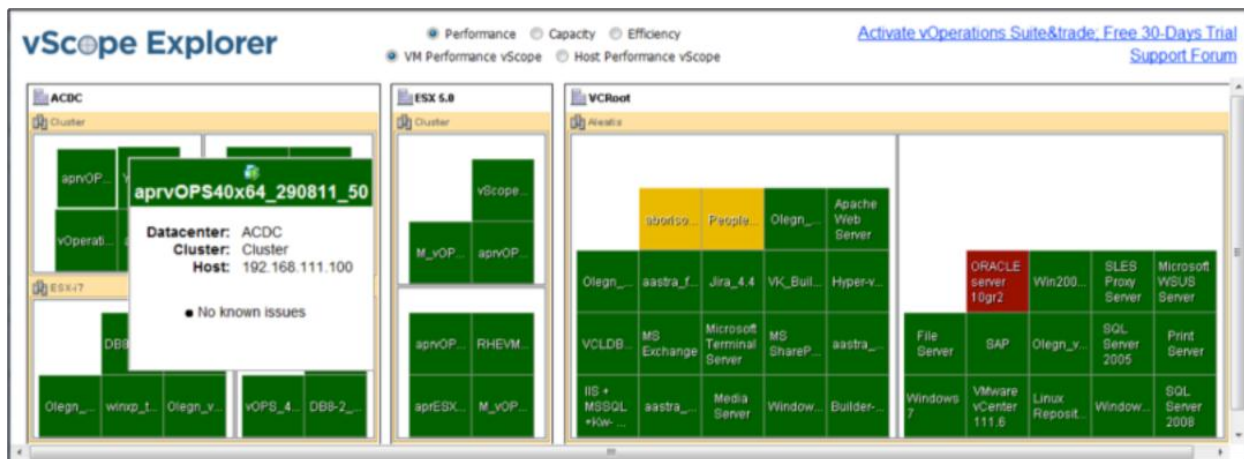 vScope Explorer
Performance Capacity Efficiency
VM Performance vScope Host Performance vScope
Activate vOperations Suite&trade; Free 30-Days Trial
Support Forum
ACDC
Cluster
aprvOP...
vOperati...
aprvOPS40x64_290811_50
Datacenter: ACDC
Cluster: Cluster
Host: 192.168.111.100
No known issues
ESX-i7
DB8
Olegn_... winxp_t... Olegn_v... vOPS_4... DB8-2_...
ESX 5.0
Cluster
vScope...
M_vOP... aprvOP...
aprvOP... RHEVM...
aprESX... M_vOP...
VCRoot
aboriso... People... Olegn_... Apache
Web
Server
Olegn_... aastra_f... Jira_4.4 VK_Buil... Hyper-v...
VCLDB... MS
Exchange Microsoft
Terminal
Server MS
ShareP... aastra_...
IIS +
MSSQL
+Kw-... aastra_... Media
Server Window... Builder-...
ORACLE
server
10gr2 Win200... SLES
Proxy
Server Microsoft
WSUS
Server
File
Server SAP Olegn_v... SQL
Server
2005 Print
Server
Windows
7 VMware
vCenter
111.6 Linux
Reposit... Window... SQL
Server
2008